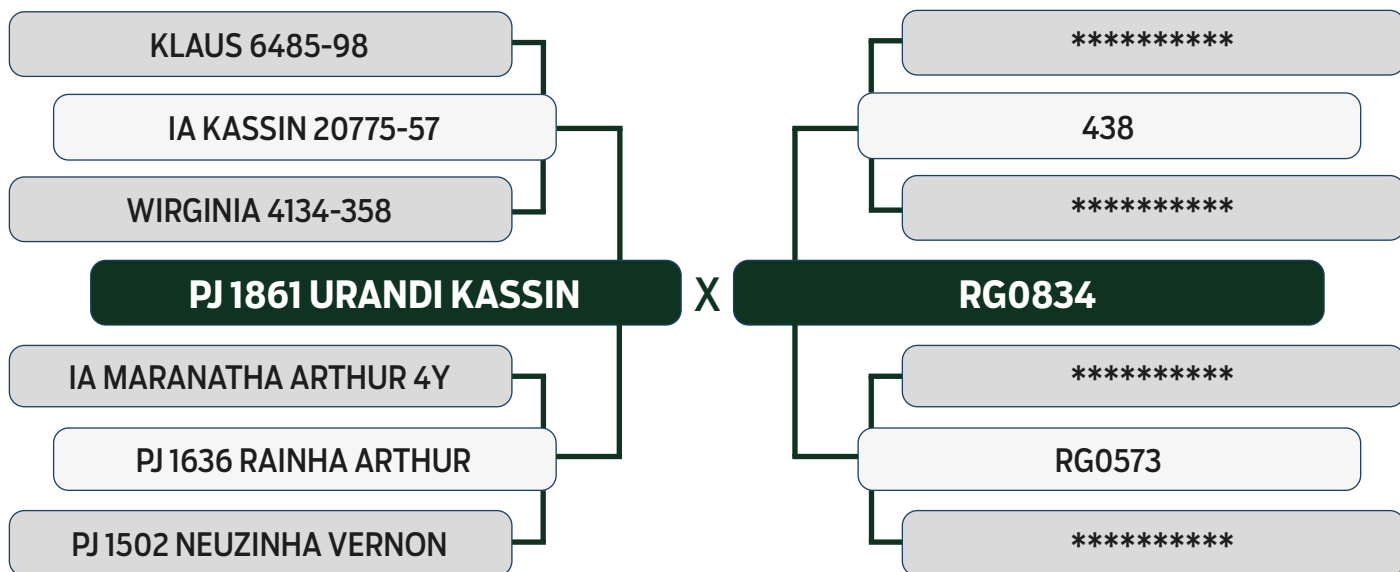 KLAUS 6485-98
IA KASSIN 20775-57
WIRGINIA 4134-358
PJ 1861 URANDI KASSIN
IA MARANATHA ARTHUR 4Y
PJ 1636 RAINHA ARTHUR
PJ 1502 NEUZINHA VERNON
X
**********
438
**********
RG0834
**********
RG0573
**********